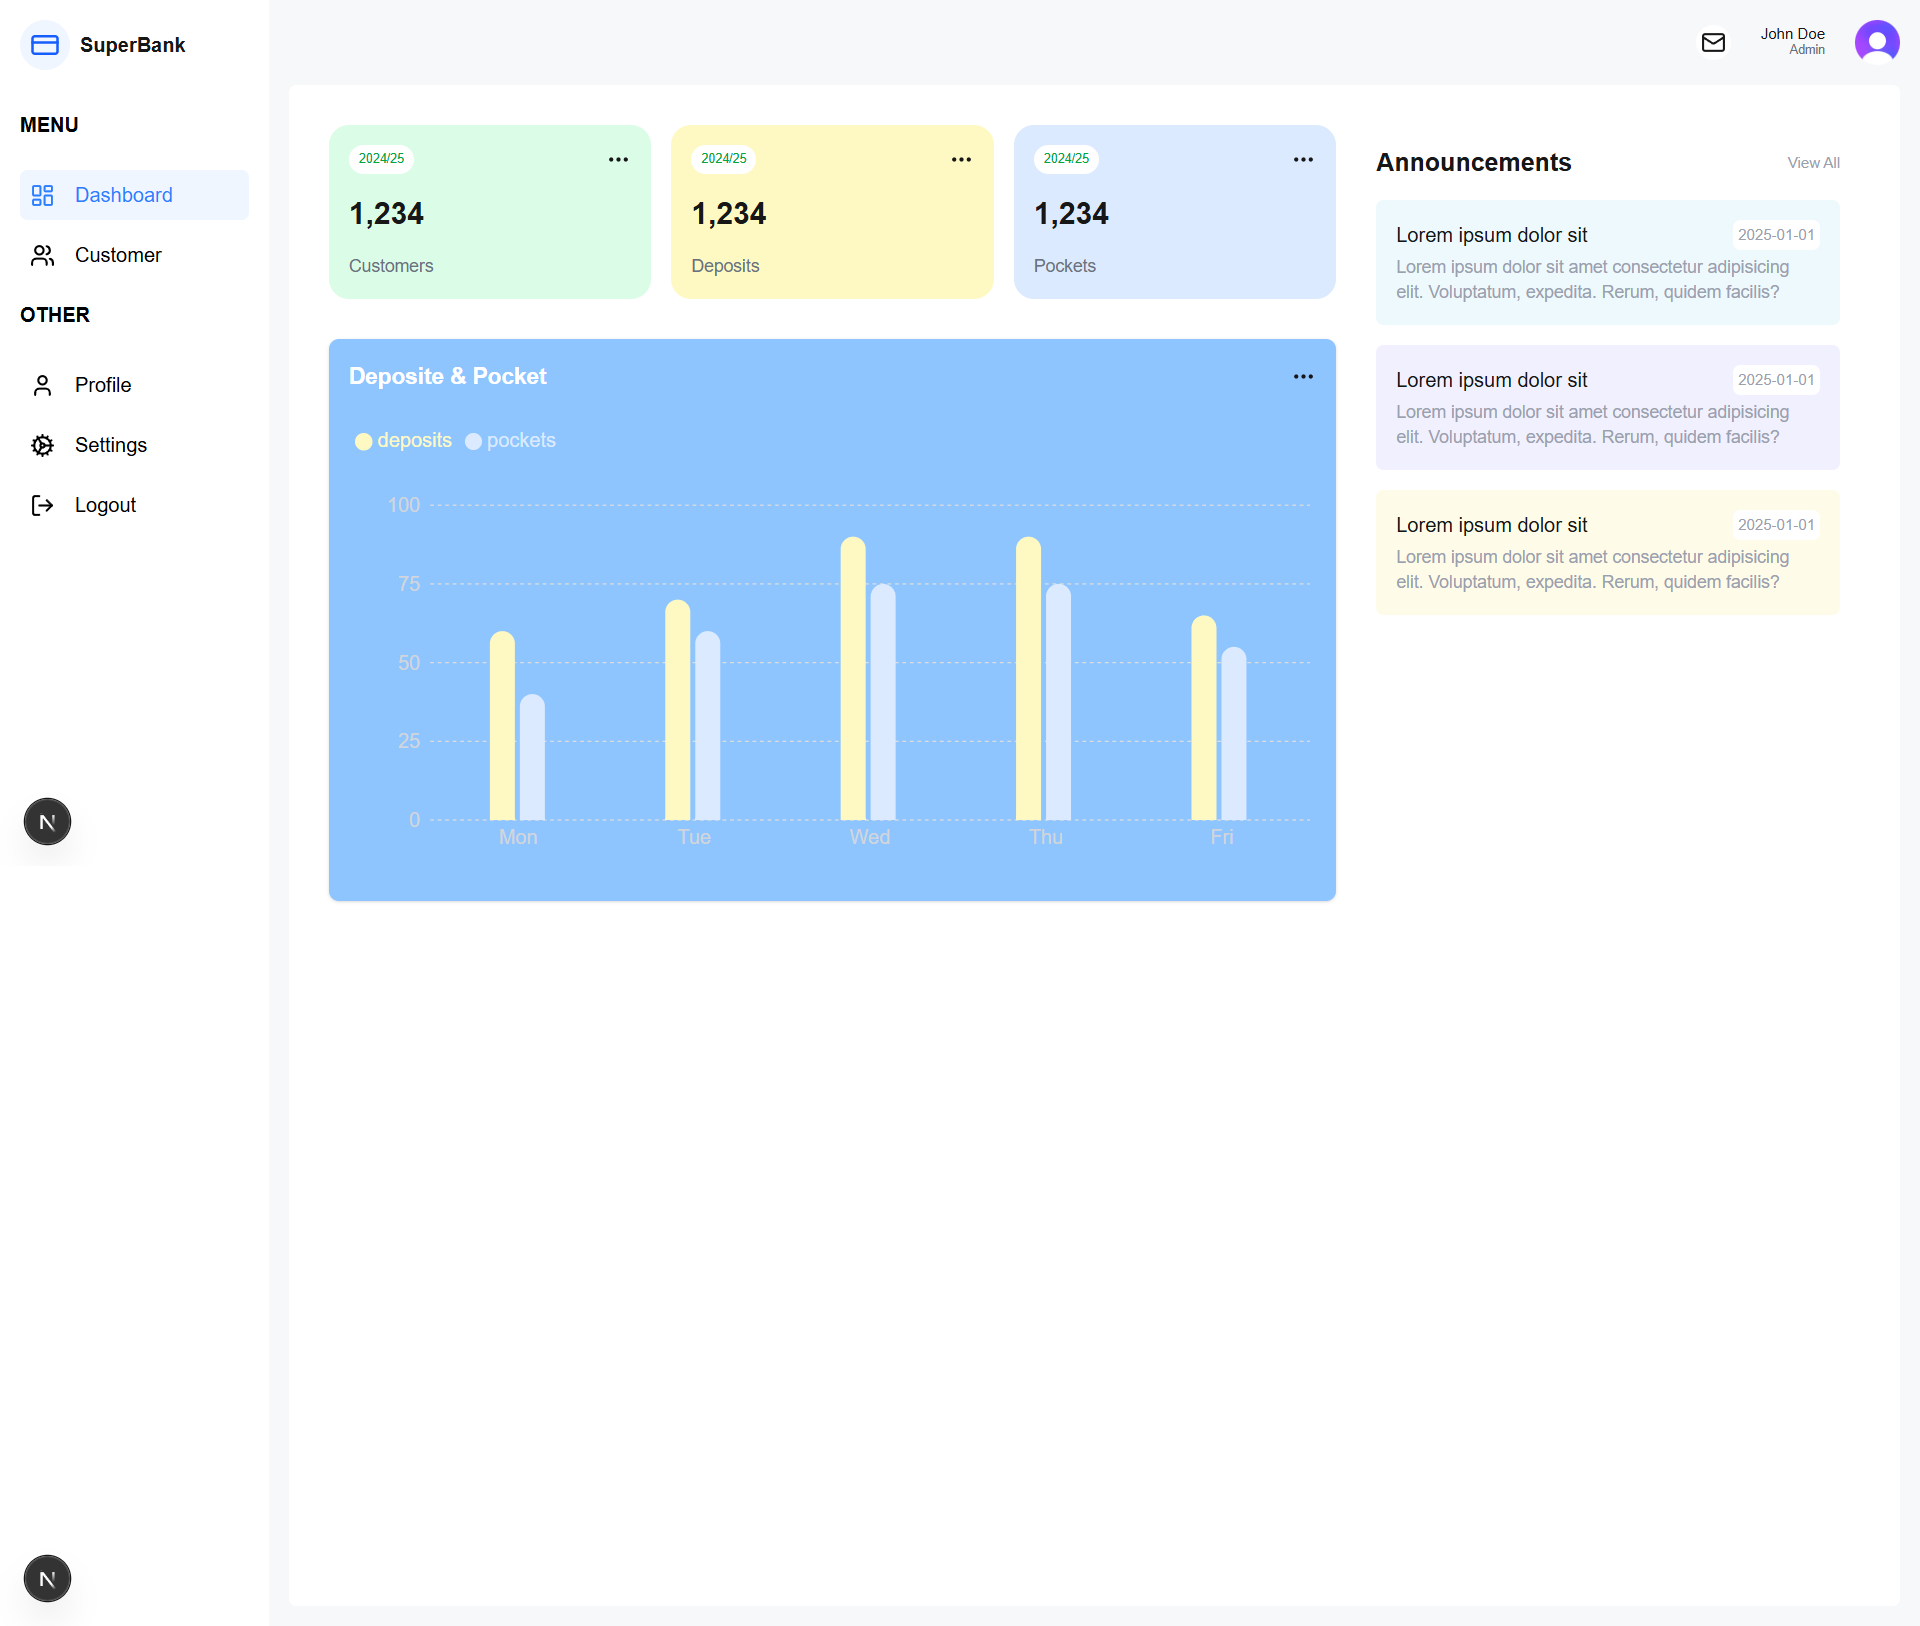 SuperBank
MENU
Dashboard
Customer
OTHER
Profile
Settings
Logout
N
N
John Doe
Admin
2024/25
1,234
Customers
2024/25
1,234
Deposits
2024/25
1,234
Pockets
Deposite & Pocket
deposits pockets
100
75
50
25
0
Mon Tue Wed Thu Fri
Announcements View All
Lorem ipsum dolor sit 2025-01-01
Lorem ipsum dolor sit amet consectetur adipisicing
elit. Voluptatum, expedita. Rerum, quidem facilis?
Lorem ipsum dolor sit 2025-01-01
Lorem ipsum dolor sit amet consectetur adipisicing
elit. Voluptatum, expedita. Rerum, quidem facilis?
Lorem ipsum dolor sit 2025-01-01
Lorem ipsum dolor sit amet consectetur adipisicing
elit. Voluptatum, expedita. Rerum, quidem facilis?